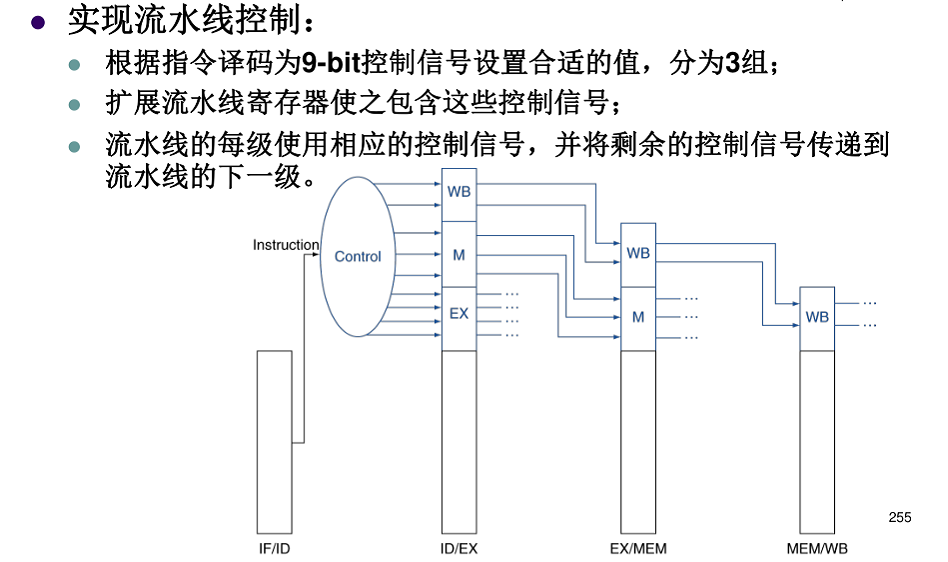 实现流水线控制：
根据指令译码为9-bit控制信号设置合适的值，分为3组；
扩展流水线寄存器使之包含这些控制信号；
流水线的每级使用相应的控制信号，并将剩余的控制信号传递到
流水线的下一级。
WB
Instruction
Control
M
WB
EX
...
...
...
...
M
...
...
...
WB
...
...
255
IF/ID
ID/EX
EX/MEM
MEM/WB